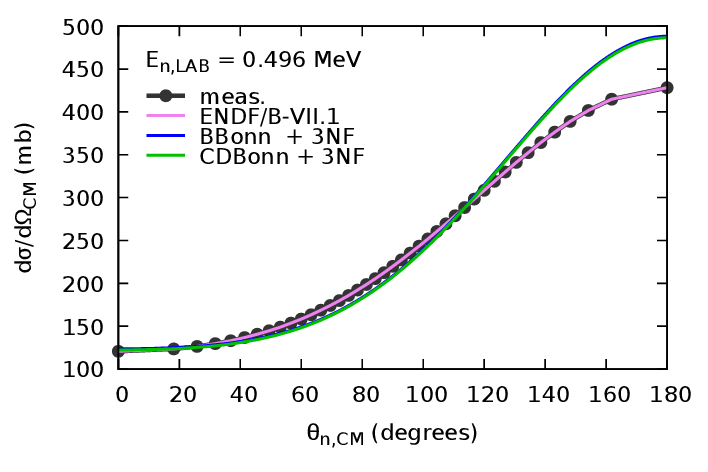 E_n,LAB = 0.496 MeV
meas.
ENDF/B-VII.1
BBonn + 3NF
CDBonn + 3NF
500
450
400
350
300
250
200
150
100
dσ/dΩ_CM (mb)
0 20 40 60 80 100 120 140 160 180
θ_n,CM (degrees)